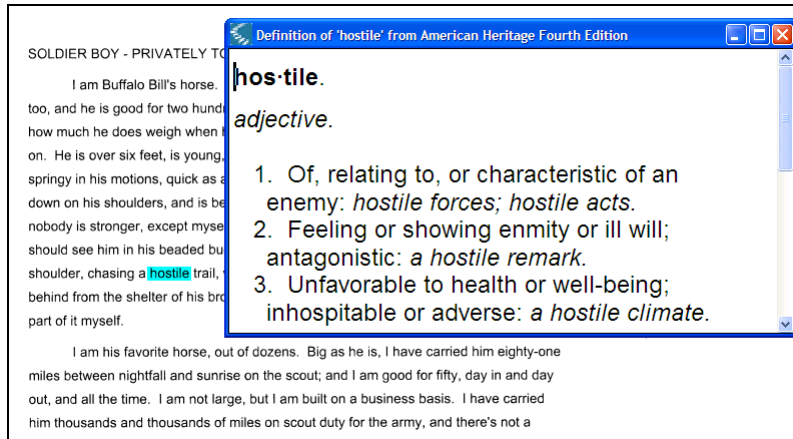 SOLDIER BOY - PRIVATELY TO
I am Buffalo Bill's horse.
too, and he is good for two hund
how much he does weigh when
on. He is over six feet, is young,
springy in his motions, quick as a
down on his shoulders, and is be
nobody is stronger, except myse
should see him in his beaded bu
shoulder, chasing a hostile trail,
behind from the shelter of his bro
part of it myself.
Definition of 'hostile' from American Heritage Fourth Edition
hos·tile.
adjective.
1. Of, relating to, or characteristic of an
enemy: hostile forces; hostile acts.
2. Feeling or showing enmity or ill will;
antagonistic: a hostile remark.
3. Unfavorable to health or well-being;
inhospitable or adverse: a hostile climate.
I am his favorite horse, out of dozens. Big as he is, I have carried him eighty-one
miles between nightfall and sunrise on the scout; and I am good for fifty, day in and day
out, and all the time. I am not large, but I am built on a business basis. I have carried
him thousands and thousands of miles on scout duty for the army, and there's not a